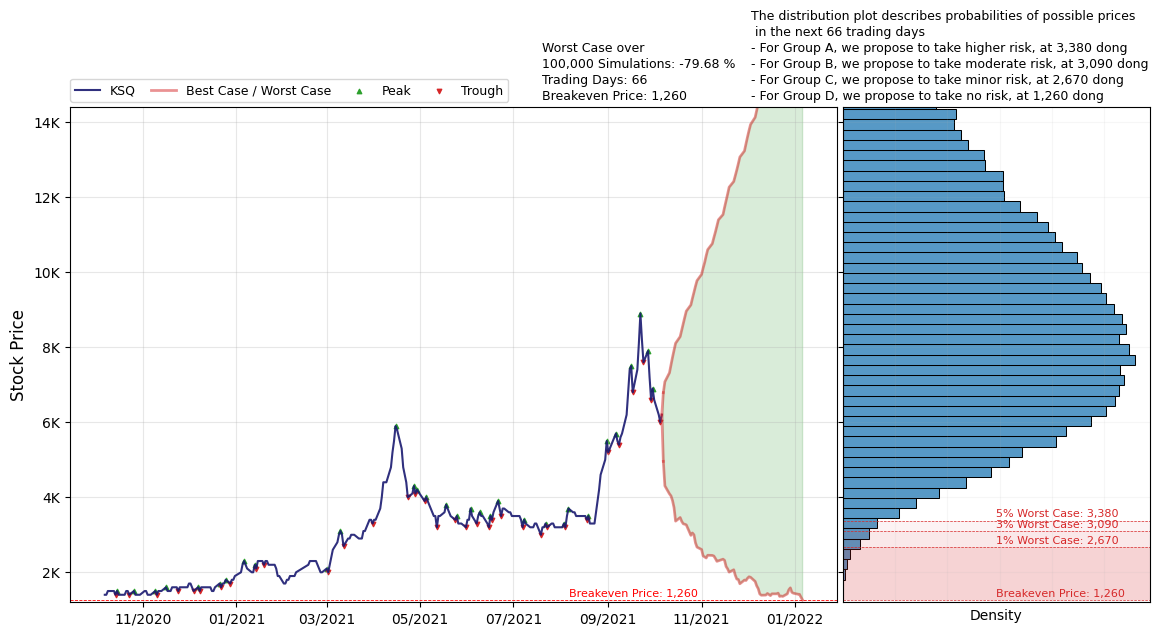 The distribution plot describes probabilities of possible prices
in the next 66 trading days
- For Group A, we propose to take higher risk, at 3,380 dong
- For Group B, we propose to take moderate risk, at 3,090 dong
- For Group C, we propose to take minor risk, at 2,670 dong
- For Group D, we propose to take no risk, at 1,260 dong
Worst Case over
100,000 Simulations: -79.68 %
Trading Days: 66
Breakeven Price: 1,260
KSQ
Best Case / Worst Case
Peak
Trough
Stock Price
14K
12K
10K
8K
6K
4K
2K
Breakeven Price: 1,260
11/2020
01/2021
03/2021
05/2021
07/2021
09/2021
11/2021
01/2022
5% Worst Case: 3,380
3% Worst Case: 3,090
1% Worst Case: 2,670
Breakeven Price: 1,260
Density